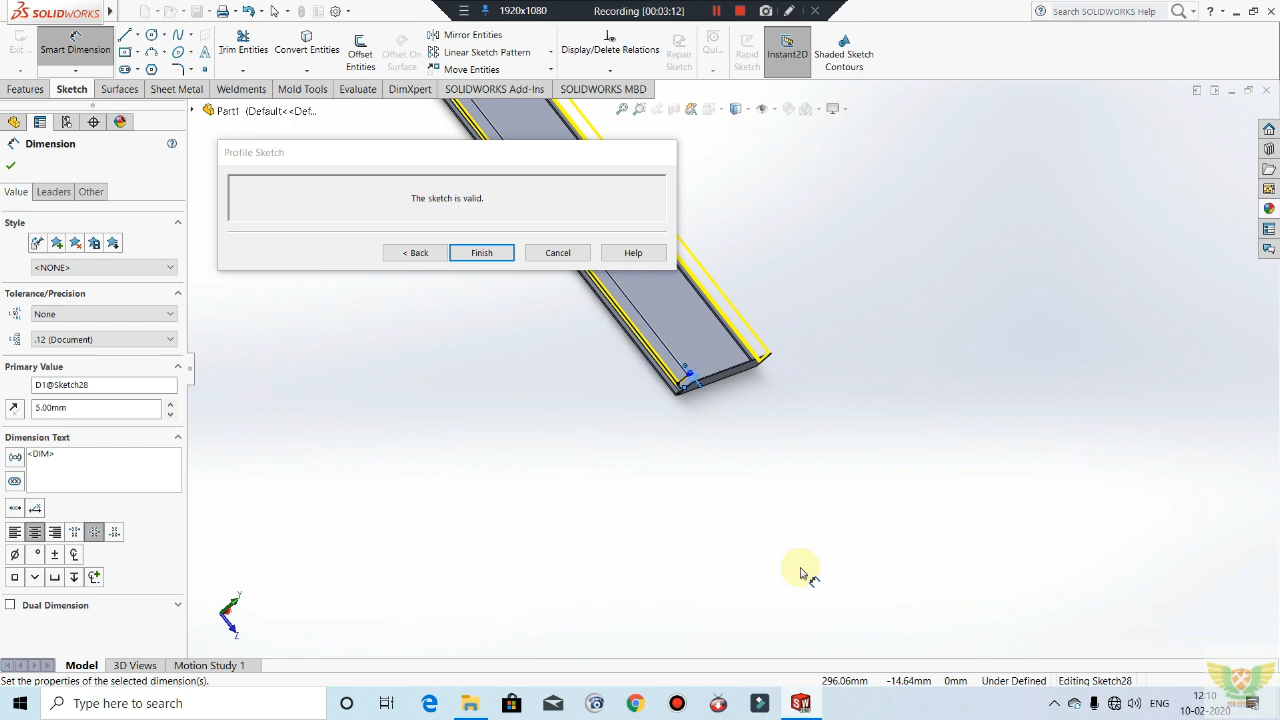 SOLIDWORKS
1920x1080
Recording [00:03:12]
Search SOLIDWORKS Help
Exit ...
Smart Dimension
Trim Entities
Convert Entities
Offset Entities
Offset On Surface
Mirror Entities
Linear Sketch Pattern
Move Entities
Display/Delete Relations
Repair Sketch
Qui...
Rapid Sketch
Instant2D
Shaded Sketch Contours
Features
Sketch
Surfaces
Sheet Metal
Weldments
Mold Tools
Evaluate
DimXpert
SOLIDWORKS Add-Ins
SOLIDWORKS MBD
Part1 (Default<<Def...
Dimension
Profile Sketch
The sketch is valid.
< Back
Finish
Cancel
Help
Value
Leaders
Other
Style
<NONE>
Tolerance/Precision
None
.12 (Document)
Primary Value
D1@Sketch28
5.00mm
Dimension Text
<DIM>
Dual Dimension
Y
Z
Model
3D Views
Motion Study 1
Set the properties of the selected dimension(s).
296.06mm
-14.64mm
0mm
Under Defined
Editing Sketch28
Type here to search
ENG
12:10
10-02-2020